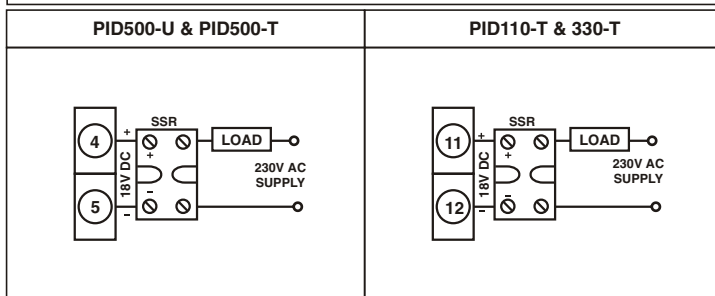 PID500-U & PID500-T
PID110-T & 330-T
SSR
4
+
+
LOAD
18V DC
230V AC
SUPPLY
5
-
-
SSR
11
+
+
LOAD
18V DC
230V AC
SUPPLY
12
-
-